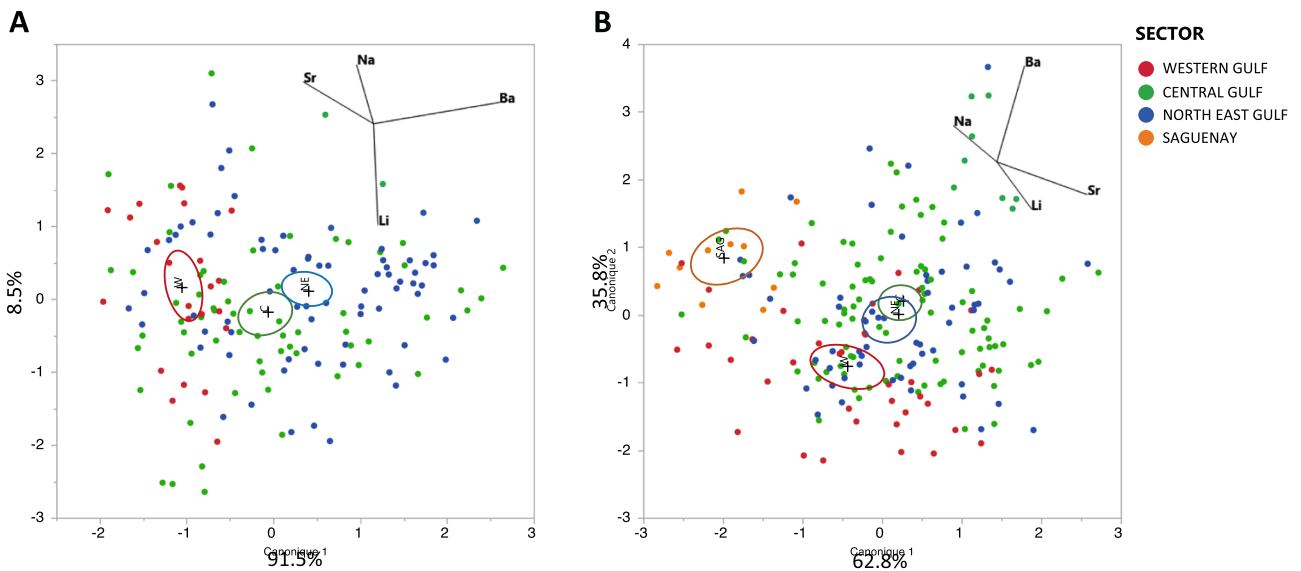 A
3
2
1
0
-1
-2
-3
8.5%
-2
-1
0
1
2
3
Canonique 1
91.5%
Na
Sr
Ba
Li
W
C
NE
B
4
3
2
1
0
-1
-2
-3
35.8%
Canonique 2
-3
-2
-1
0
1
2
3
Canonique 1
62.8%
Ba
Na
Sr
Li
SAG
NE
W
SECTOR
WESTERN GULF
CENTRAL GULF
NORTH EAST GULF
SAGUENAY